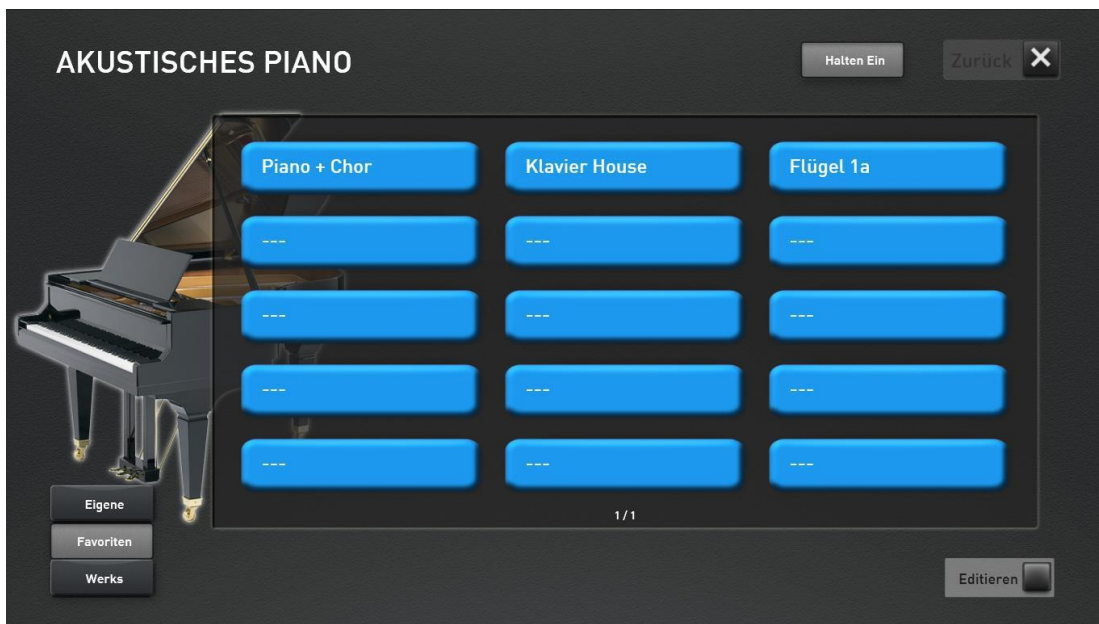 AKUSTISCHES PIANO
Halten Ein
Zurück
Piano + Chor
Klavier House
Flügel 1a
---
---
---
---
---
---
---
---
---
---
---
---
1/1
Eigene
Favoriten
Werks
Editieren